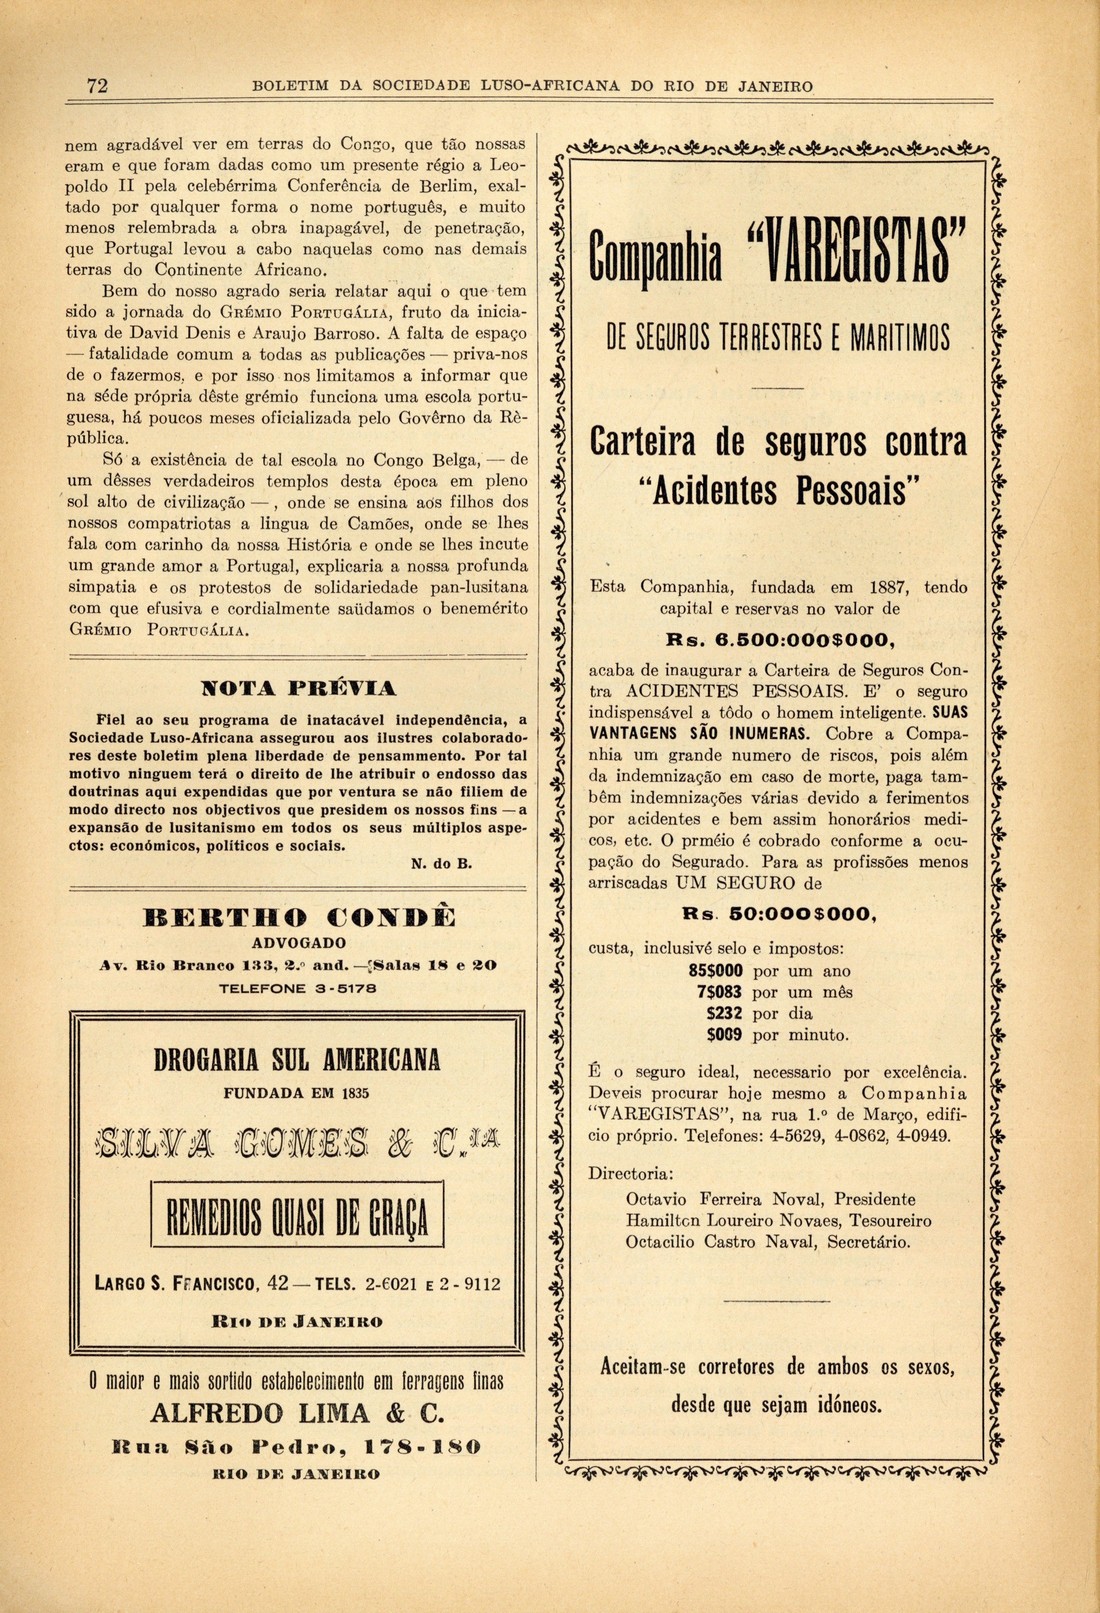 72
BOLETIM DA SOCIEDADE LUSO-AFRICANA DO RIO DE JANEIRO
nem agradável ver em terras do Congo, que tão nossas
eram e que foram dadas como um presente régio a Leo-
poldo II pela celebérrima Conferência de Berlim, exal-
tado por qualquer forma o nome português, e muito
menos relembrada a obra inapagável, de penetração,
que Portugal levou a cabo naquelas como nas demais
terras do Continente Africano.
Bem do nosso agrado seria relatar aqui o que tem
sido a jornada do GRÉMIO PORTUGÁLIA, fruto da inicia-
tiva de David Denis e Araujo Barroso. A falta de espaço
— fatalidade comum a todas as publicações — priva-nos
de o fazermos, e por isso nos limitamos a informar que
na séde própria dêste grémio funciona uma escola portu-
guesa, há poucos meses oficializada pelo Govêrno da Rè-
pública.
Só a existência de tal escola no Congo Belga, — de
um dêsses verdadeiros templos desta época em pleno
sol alto de civilização — , onde se ensina aos filhos dos
nossos compatriotas a lingua de Camões, onde se lhes
fala com carinho da nossa História e onde se lhes incute
um grande amor a Portugal, explicaria a nossa profunda
simpatia e os protestos de solidariedade pan-lusitana
com que efusiva e cordialmente saüdamos o benemérito
GRÉMIO PORTUGÁLIA.
NOTA PRÉVIA
Fiel ao seu programa de inatacável independência, a
Sociedade Luso-Africana assegurou aos ilustres colaborado-
res deste boletim plena liberdade de pensammento. Por tal
motivo ninguem terá o direito de lhe atribuir o endosso das
doutrinas aqui expendidas que por ventura se não filiem de
modo directo nos objectivos que presidem os nossos fins — a
expansão de lusitanismo em todos os seus múltiplos aspe-
ctos: económicos, politicos e sociais.
N. do B.
BERTHO CONDÊ
ADVOGADO
Av. Rio Branco 133, 2.º and. — Salas 18 e 20
TELEFONE 3-5178
DROGARIA SUL AMERICANA
FUNDADA EM 1835
SILVA GOMES & C.IA
REMEDIOS QUASI DE GRAÇA
LARGO S. FRANCISCO, 42 — TELS. 2-6021 E 2-9112
RIO DE JANEIRO
O maior e mais sortido estabelecimento em ferragens finas
ALFREDO LIMA & C.
Rua São Pedro, 178-180
RIO DE JANEIRO
Companhia "VAREGISTAS"
DE SEGUROS TERRESTRES E MARITIMOS
Carteira de seguros contra
"Acidentes Pessoais"
Esta Companhia, fundada em 1887, tendo
capital e reservas no valor de
Rs. 6.500:000$000,
acaba de inaugurar a Carteira de Seguros Con-
tra ACIDENTES PESSOAIS. E' o seguro
indispensável a tôdo o homem inteligente. SUAS
VANTAGENS SÃO INUMERAS. Cobre a Compa-
nhia um grande numero de riscos, pois além
da indemnização em caso de morte, paga tam-
bêm indemnizações várias devido a ferimentos
por acidentes e bem assim honorários medi-
cos, etc. O prméio é cobrado conforme a ocu-
pação do Segurado. Para as profissões menos
arriscadas UM SEGURO de
Rs. 50:000$000,
custa, inclusivé selo e impostos:
85$000 por um ano
7$083 por um mês
$232 por dia
$009 por minuto.
É o seguro ideal, necessario por excelência.
Deveis procurar hoje mesmo a Companhia
"VAREGISTAS", na rua 1.º de Março, edifi-
cio próprio. Telefones: 4-5629, 4-0862, 4-0949.
Directoria:
Octavio Ferreira Noval, Presidente
Hamilton Loureiro Novaes, Tesoureiro
Octacilio Castro Naval, Secretário.
Aceitam-se corretores de ambos os sexos,
desde que sejam idóneos.